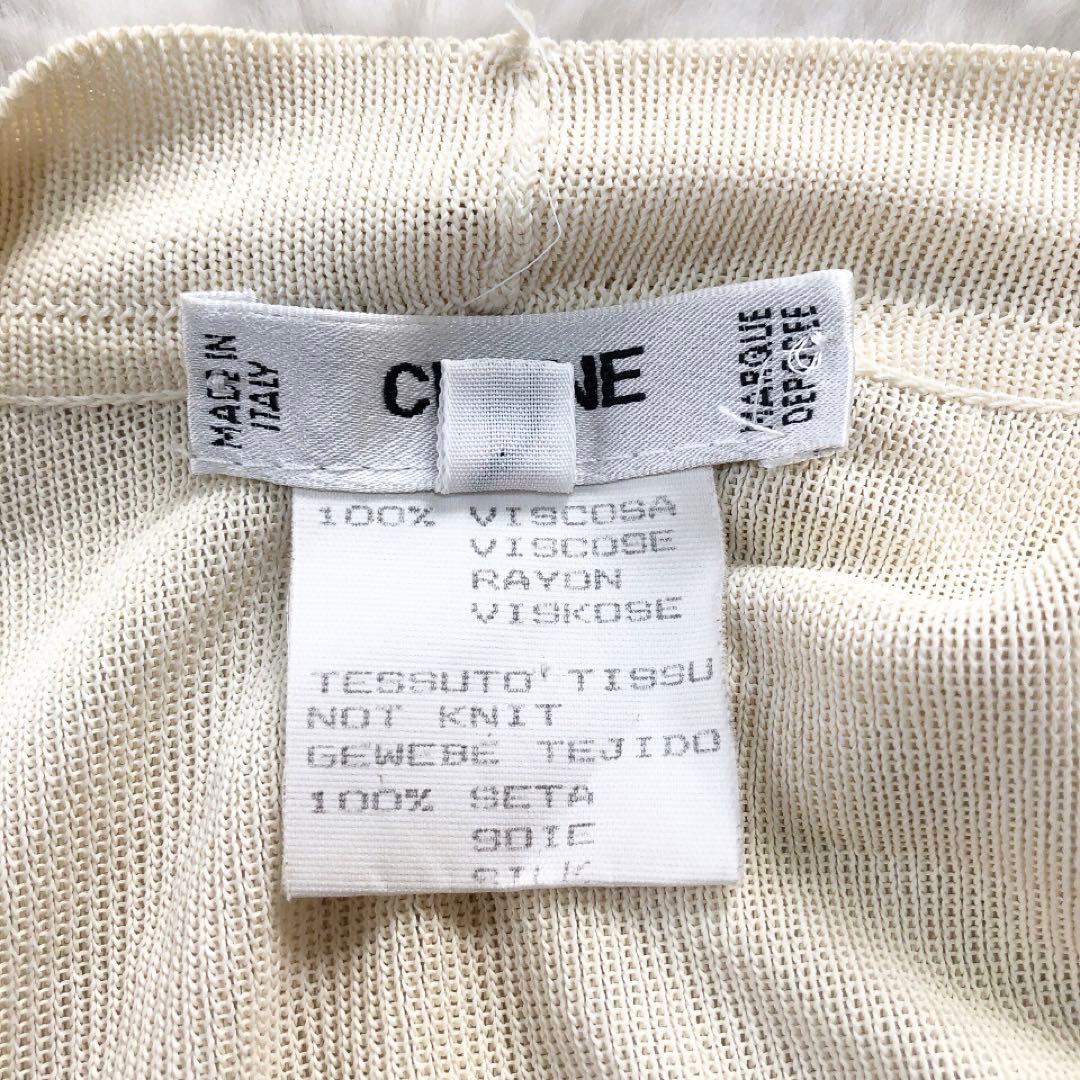 MADE IN
ITALY
MARQUE
DEPOSEE
100% VISCOSA
VISCOSE
RAYON
VISKOSE
TESSUTO' TISSU
NOT KNIT
GEWEBE TEJIDO
100% SETA
SOIE
SILK